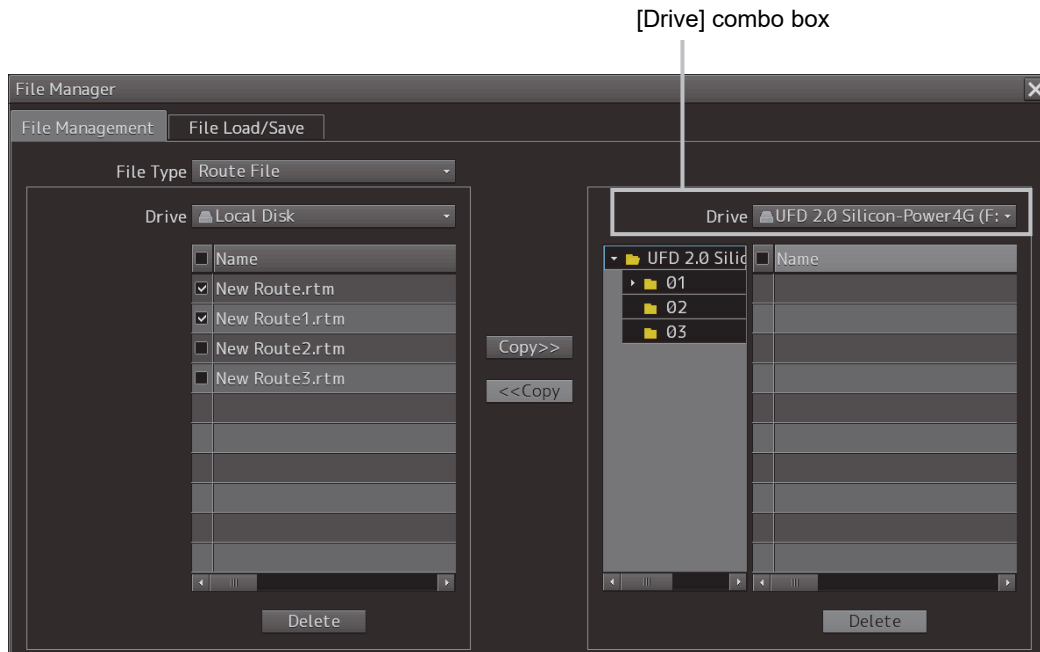 [Drive] combo box
File Manager
File Management
File Load/Save
File Type Route File
Drive Local Disk
Name
New Route.rtm
New Route1.rtm
New Route2.rtm
New Route3.rtm
Delete
Copy>>
<<Copy
Drive UFD 2.0 Silicon-Power4G (F:
UFD 2.0 Silic
01
02
03
Name
Delete